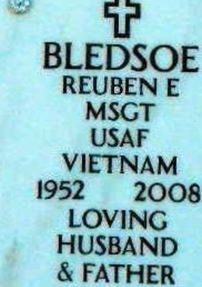 BLEDSOE
REUBEN E
MSGT
USAF
VIETNAM
1952 2008
LOVING
HUSBAND
& FATHER